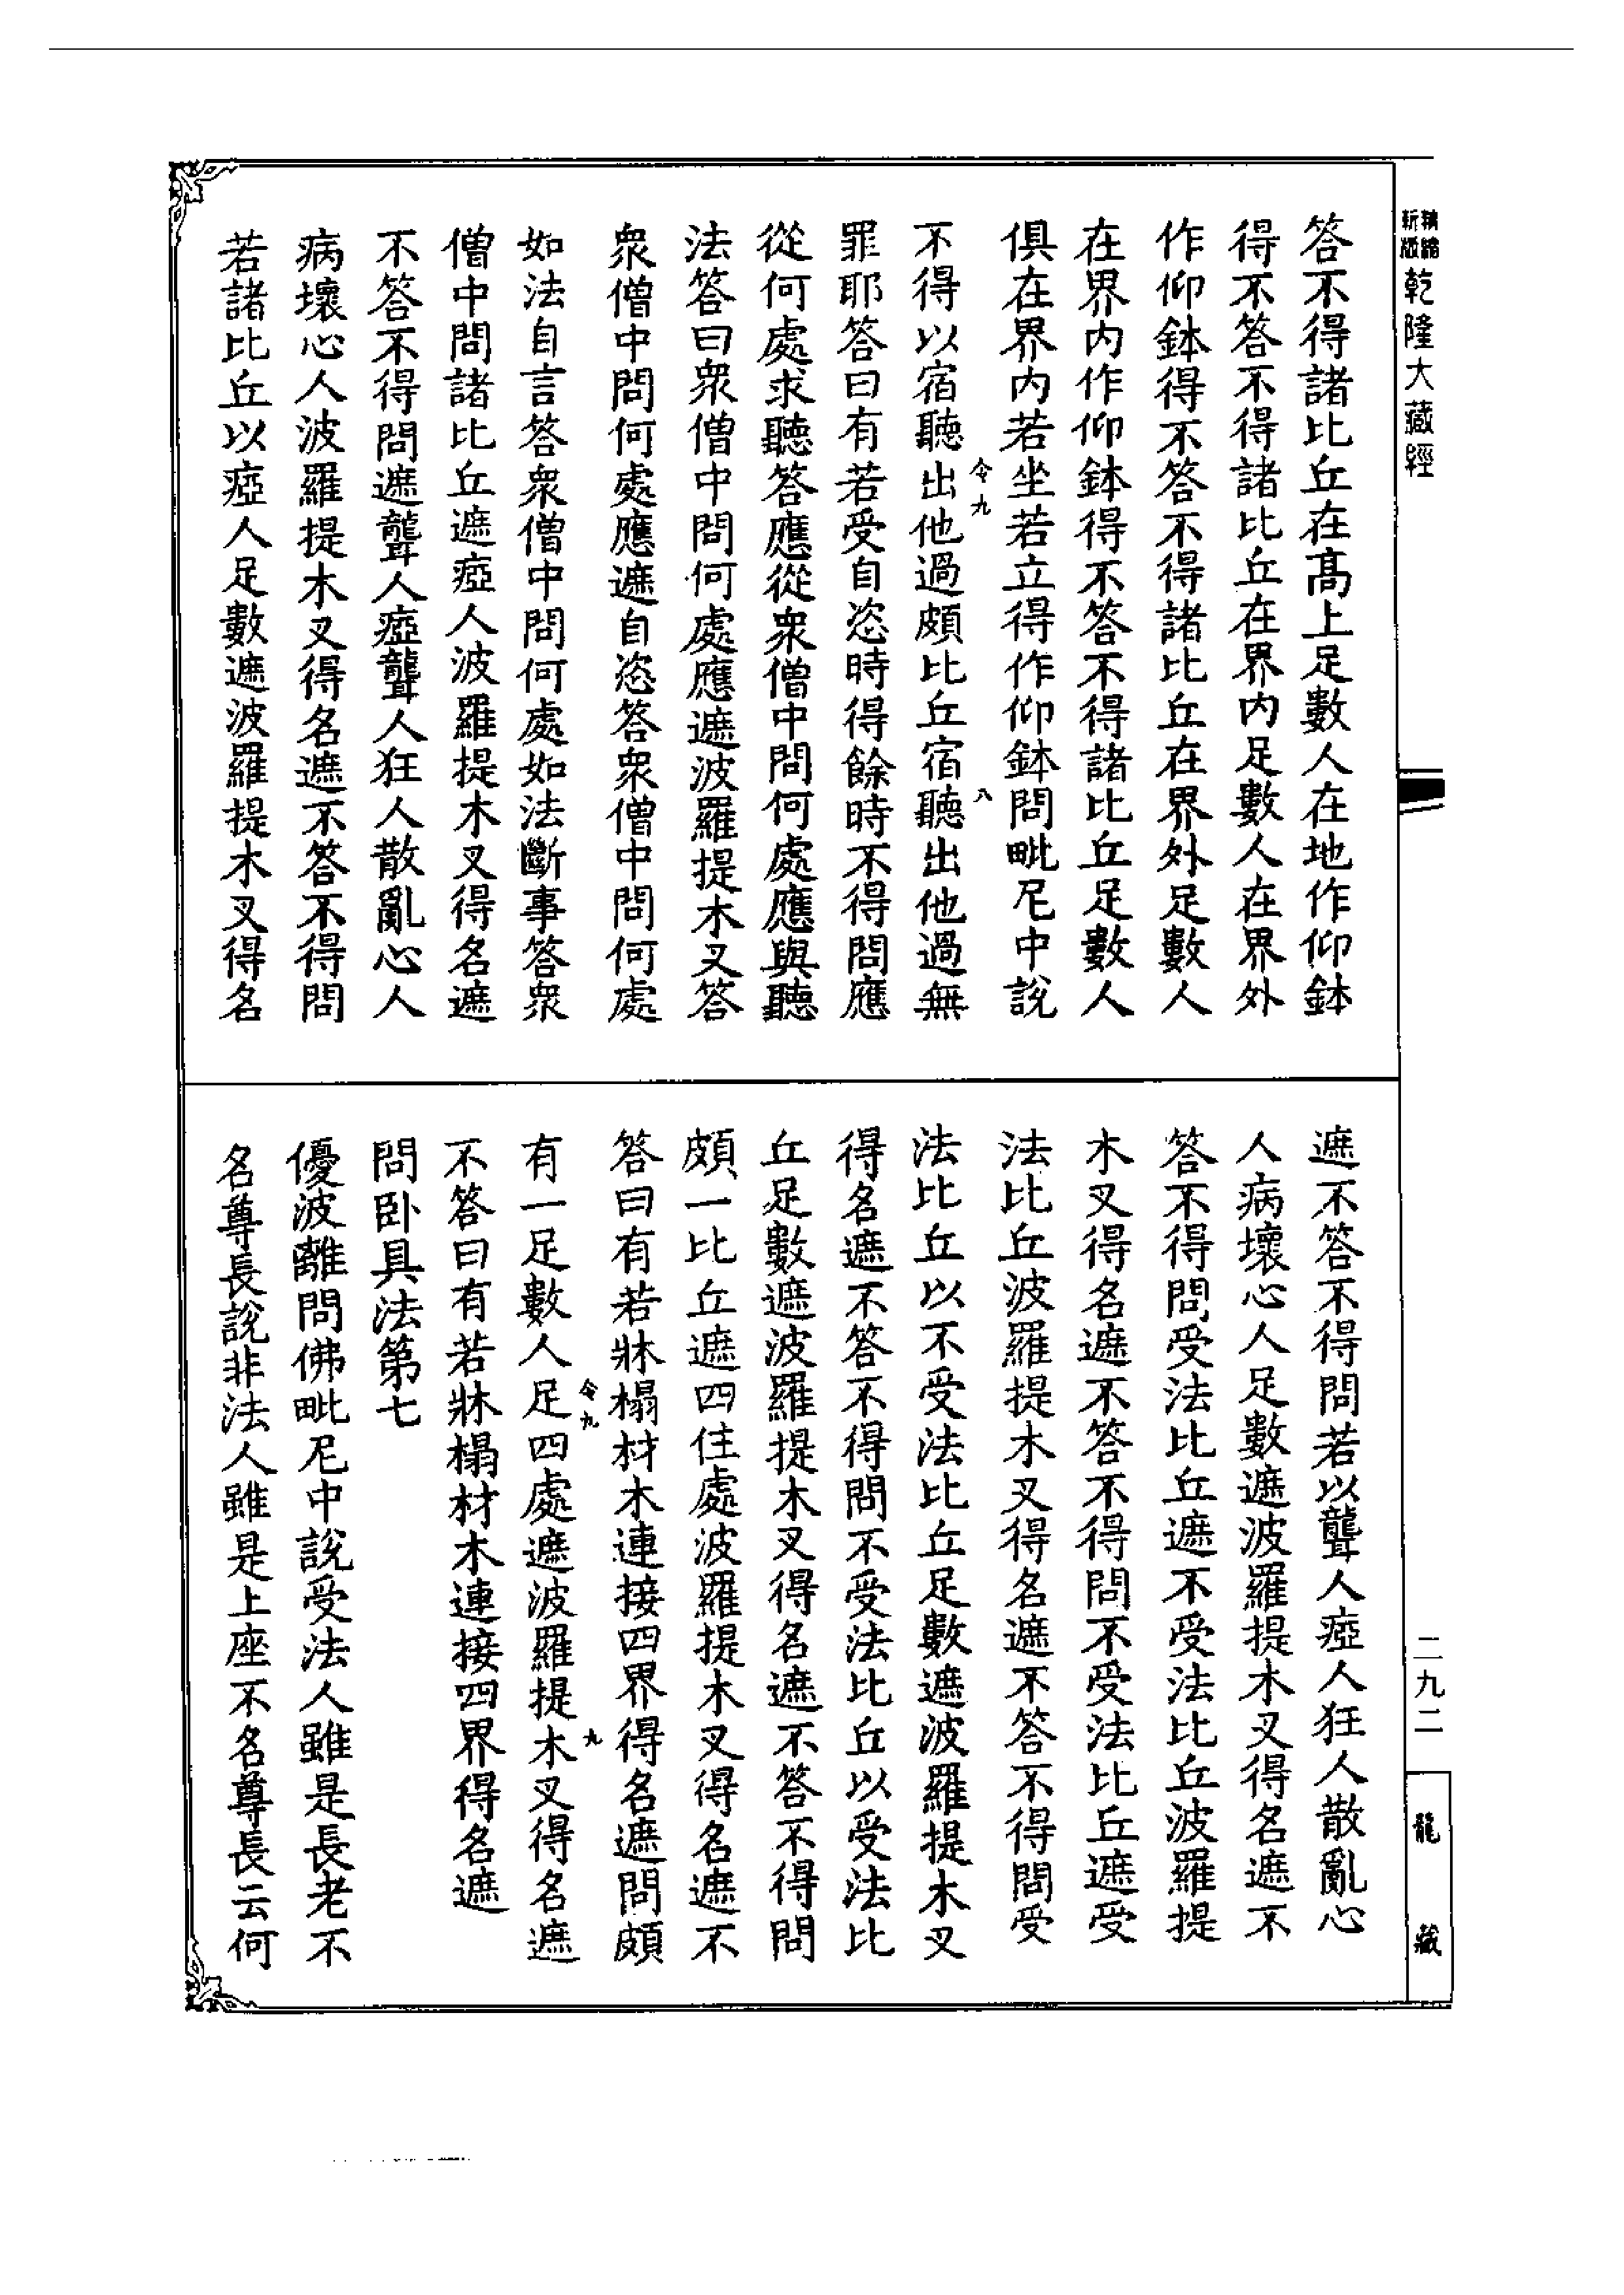 精縮新版乾隆大藏經
答不得諸比丘在高上足數人在地作仰鉢
得不答不得諸比丘在界内足數人在界外
作仰鉢得不答不得諸比丘在界外足數人
在界内作仰鉢得不答不得諸比丘足數人
俱在界内若坐若立得作仰鉢問毗尼中說
令九
八
不得以宿聽出他過頗比丘宿聽出他過無
罪耶答曰有若受自恣時得餘時不得問應
從何處求聽答應從衆僧中問何處應與聽
法答曰衆僧中問何處應遮波羅提木叉答
衆僧中問何處應遮自恣答衆僧中問何處
如法自言答衆僧中問何處如法斷事答衆
僧中問諸比丘遮瘂人波羅提木叉得名遮
不答不得問遮聾人瘂聾人狂人散亂心人
病壞心人波羅提木叉得名遮不答不得問
若諸比丘以瘂人足數遮波羅提木叉得名
遮不答不得問若以聾人瘂人狂人散亂心
人病壞心人足數遮波羅提木叉得名遮不
答不得問受法比丘遮不受法比丘波羅提
木叉得名遮不答不得問不受法比丘遮受
法比丘波羅提木叉得名遮不答不得問受
法比丘以不受法比丘足數遮波羅提木叉
得名遮不答不得問不受法比丘以受法比
丘足數遮波羅提木叉得名遮不答不得問
頗一比丘遮四住處波羅提木叉得名遮不
答曰有若牀榻材木連接四界得名遮問頗
令九
九
有一足數人足四處遮波羅提木叉得名遮
不答曰有若牀榻材木連接四界得名遮
問卧具法第七
優波離問佛毗尼中說受法人雖是長老不
名尊長說非法人雖是上座不名尊長云何
二九二
龍藏